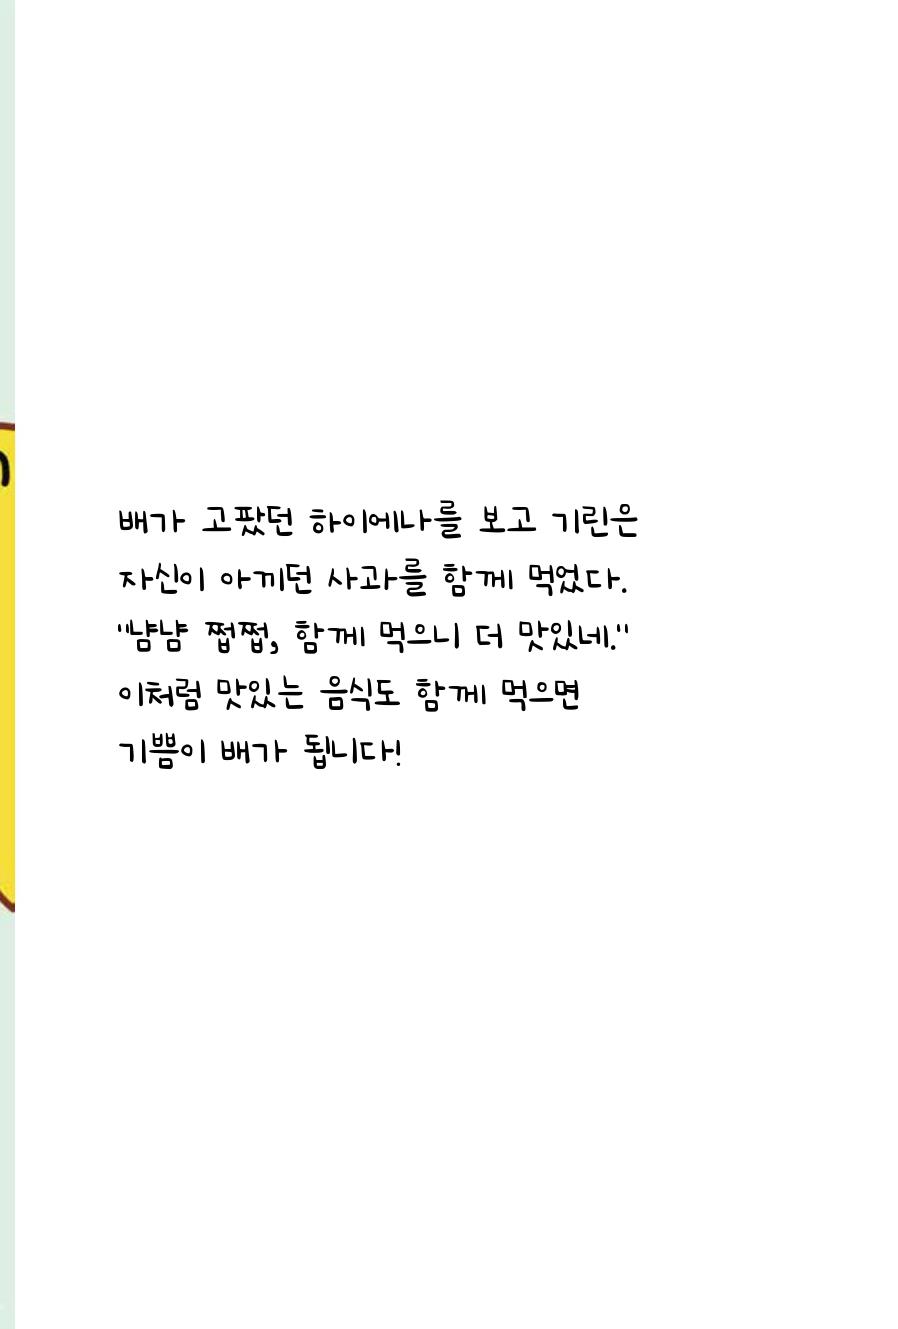 배가 고팠던 하이에나를 보고 기린은
자신이 아끼던 사과를 함께 먹었다.
"냠냠 쩝쩝, 함께 먹으니 더 맛있네."
이처럼 맛있는 음식도 함께 먹으면
기쁨이 배가 됩니다!